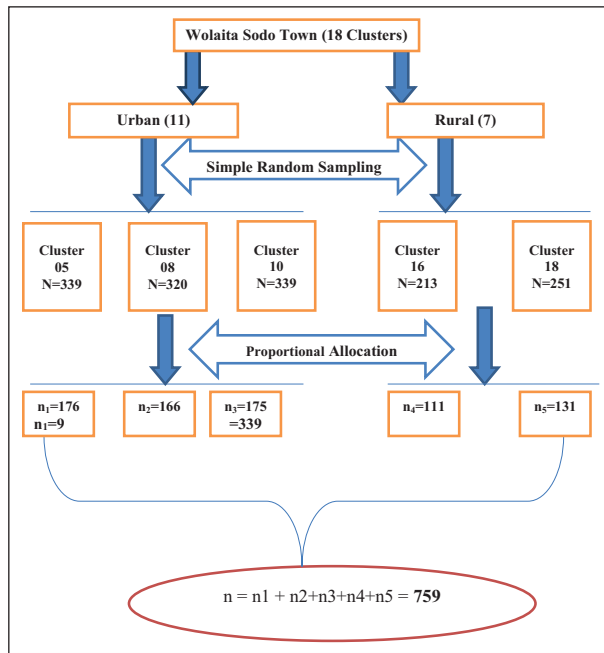 Wolaita Sodo Town (18 Clusters)
Urban (11)
Rural (7)
Simple Random Sampling
Cluster
05
N=339
Cluster
08
N=320
Cluster
10
N=339
Cluster
16
N=213
Cluster
18
N=251
Proportional Allocation
n₁=176
n₁=9
n₂=166
n₃=175
=339
n₄=111
n₅=131
n = n1 + n2+n3+n4+n5 = 759